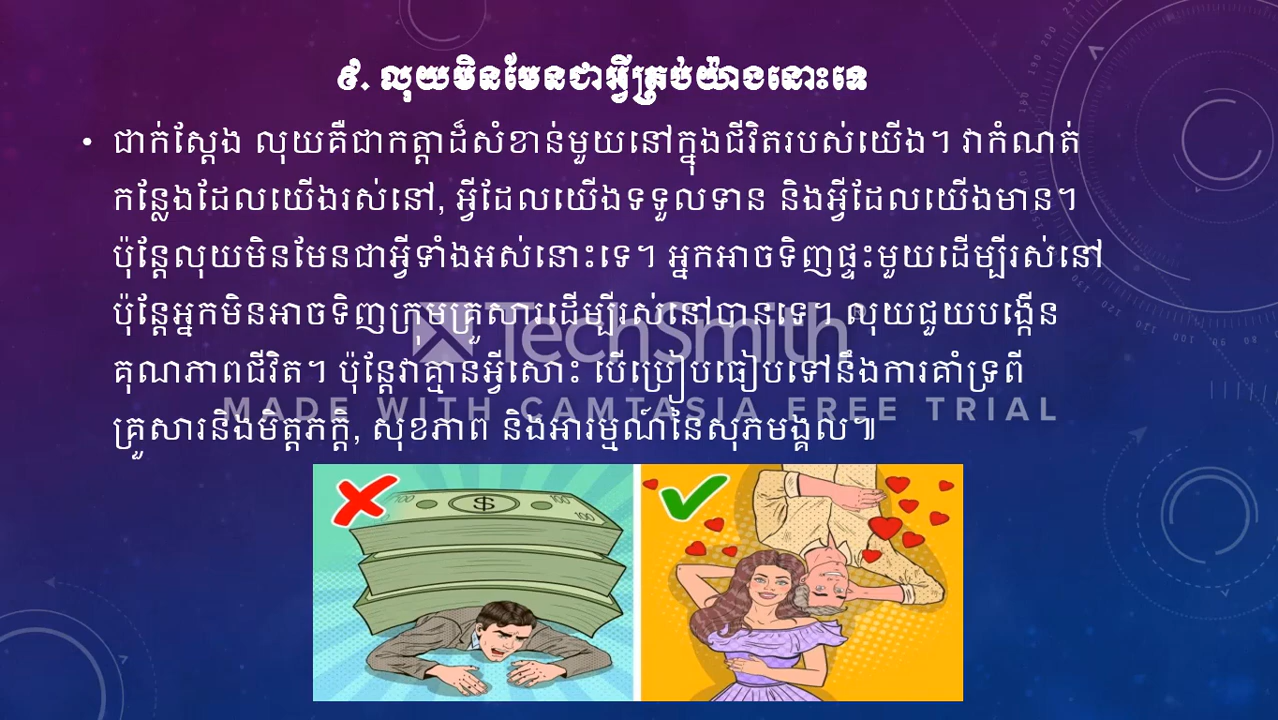 ៩. លុយមិនមែនជាអ្វីគ្រប់យ៉ាងនោះទេ
• ជាក់ស្តែង លុយគឺជាកត្តាដ៏សំខាន់មួយនៅក្នុងជីវិតរបស់យើង។ វាកំណត់
កន្លែងដែលយើងរស់នៅ, អ្វីដែលយើងទទួលទាន និងអ្វីដែលយើងមាន។
ប៉ុន្តែលុយមិនមែនជាអ្វីទាំងអស់នោះទេ។ អ្នកអាចទិញផ្ទះមួយដើម្បីរស់នៅ
ប៉ុន្តែអ្នកមិនអាចទិញក្រុមគ្រួសារដើម្បីរស់នៅបានទេ។ លុយជួយបង្កើន
TechSmith®
គុណភាពជីវិត។ ប៉ុន្តែវាគ្មានអ្វីសោះ បើប្រៀបធៀបទៅនឹងការគាំទ្រពី
MADE WITH CAMTASIA FREE TRIAL
គ្រួសារនិងមិត្តភក្តិ, សុខភាព និងអារម្មណ៍នៃសុភមង្គល៕
100 $ 100
100